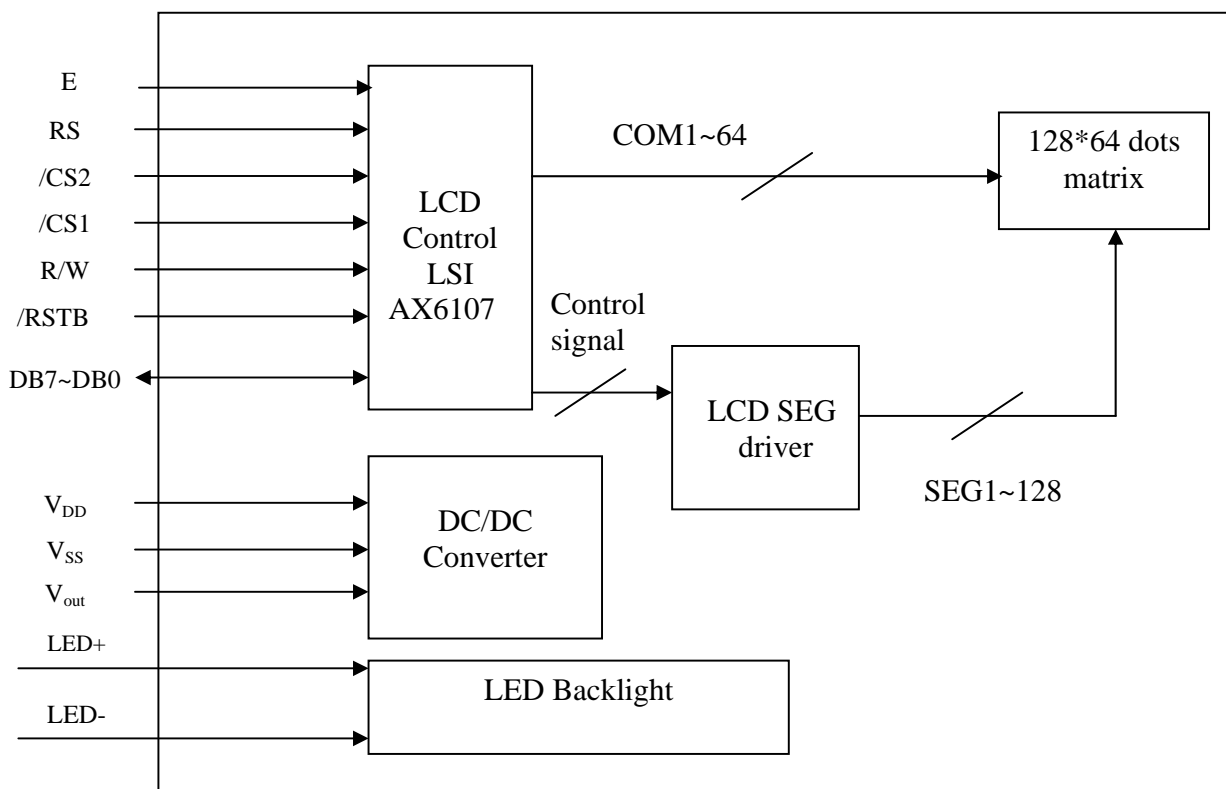 E
RS
/CS2
/CS1
R/W
/RSTB
DB7~DB0
LCD
Control
LSI
AX6107
COM1~64
128*64 dots
matrix
Control
signal
LCD SEG
driver
SEG1~128
VDD
VSS
Vout
DC/DC
Converter
LED+
LED-
LED Backlight